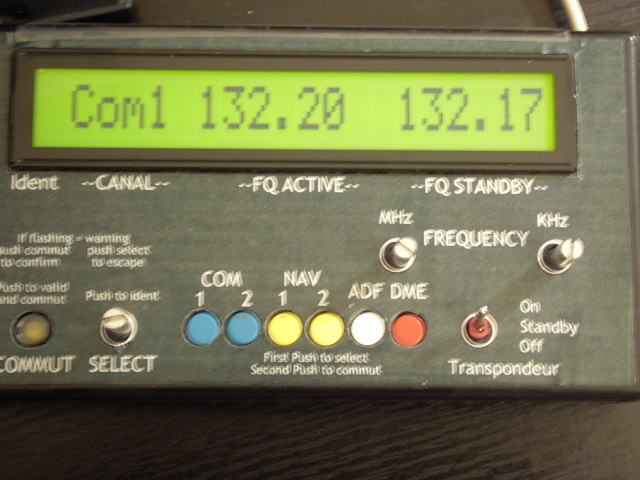 Com1 132.20 132.17
Ident --CANAL-- --FQ ACTIVE-- --FQ STANDBY--
MHz KHz
FREQUENCY
If flashing = warning
push commut push select
to confirm to escape
COM NAV
1 2 1 2 ADF DME
Push to valid Push to ident
and commut
On
Standby
Off
COMMUT SELECT
First Push to select
Second Push to commut
Transpondeur